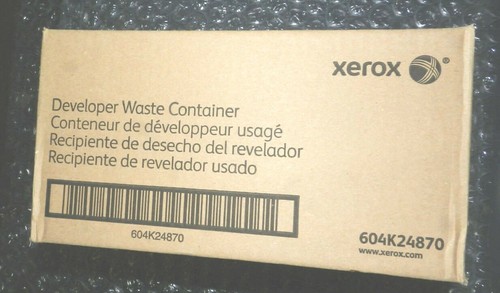 xerox
Developer Waste Container
Conteneur de développeur usagé
Recipiente de desecho del revelador
Recipiente de revelador usado
604K24870
604K24870
www.xerox.com